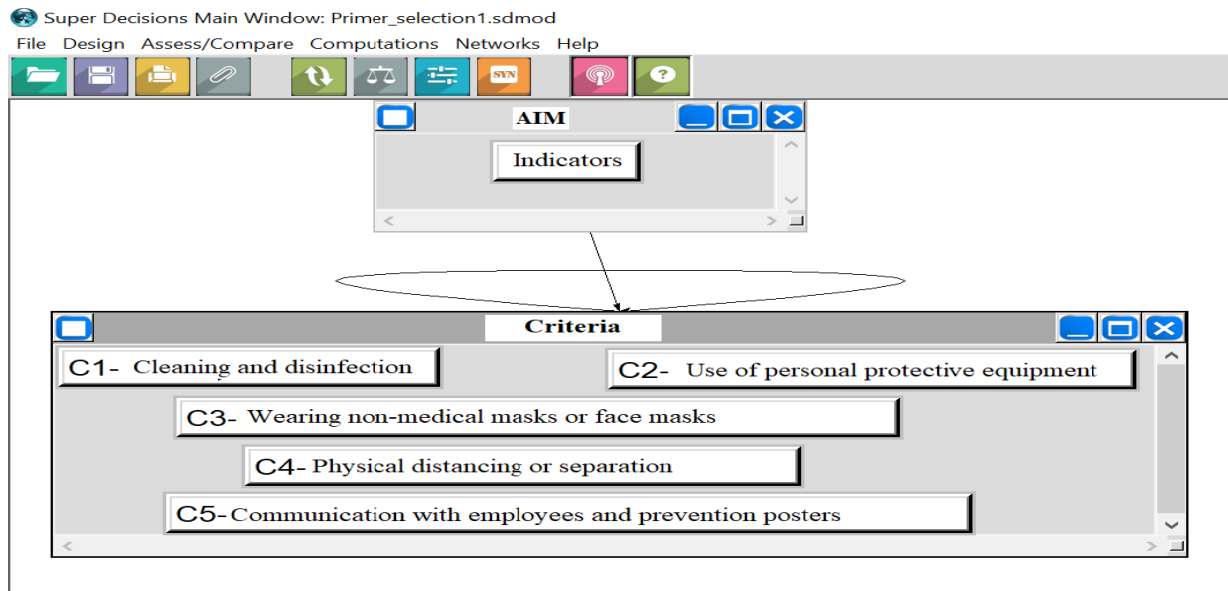 Super Decisions Main Window: Primer_selection1.sdmod
File Design Assess/Compare Computations Networks Help
SYN
?
AIM
Indicators
Criteria
C1- Cleaning and disinfection
C2- Use of personal protective equipment
C3- Wearing non-medical masks or face masks
C4- Physical distancing or separation
C5-Communication with employees and prevention posters